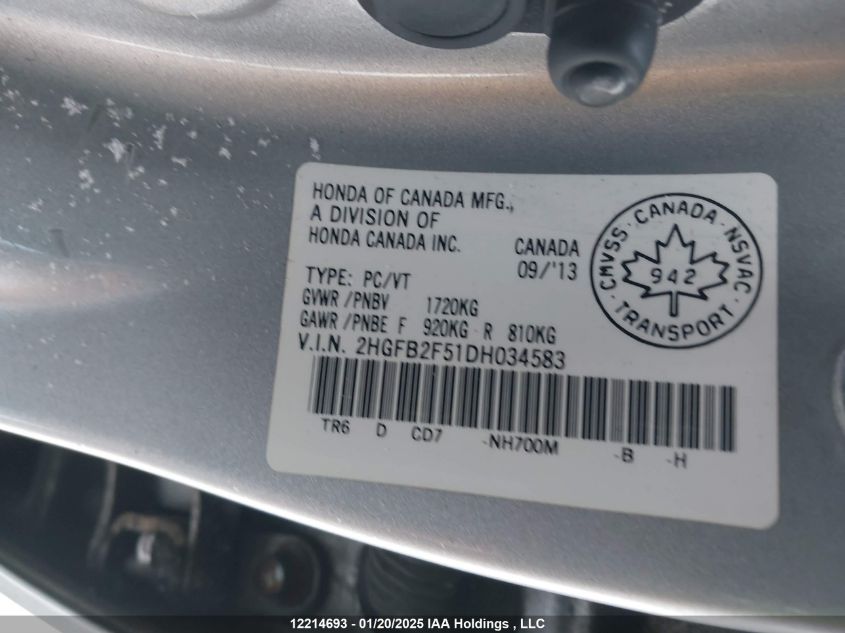 HONDA OF CANADA MFG.,
A DIVISION OF
HONDA CANADA INC.
CANADA
09/'13
TYPE: PC/VT
GVWR/PNBV 1720KG
GAWR/PNBE F 920KG R 810KG
V.I.N. 2HGFB2F51DH034583
TR6 D CD7 -NH700M -B -H
CMVSS · CANADA · NSVAC
942
· TRANSPORT ·
12214693 - 01/20/2025 IAA Holdings , LLC